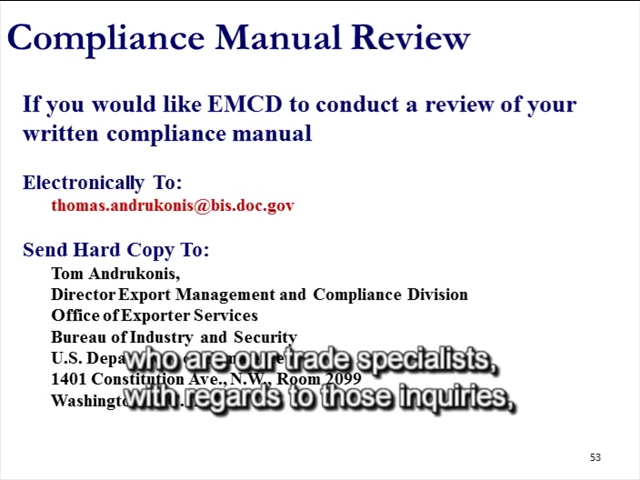 Compliance Manual Review
If you would like EMCD to conduct a review of your
written compliance manual
Electronically To:
thomas.andrukonis@bis.doc.gov
Send Hard Copy To:
Tom Andrukonis,
Director Export Management and Compliance Division
Office of Exporter Services
Bureau of Industry and Security
U.S.
who are our trade specialists,
1401 Constitution Ave., N.W., Room 2099
with regards to those inquiries,
53